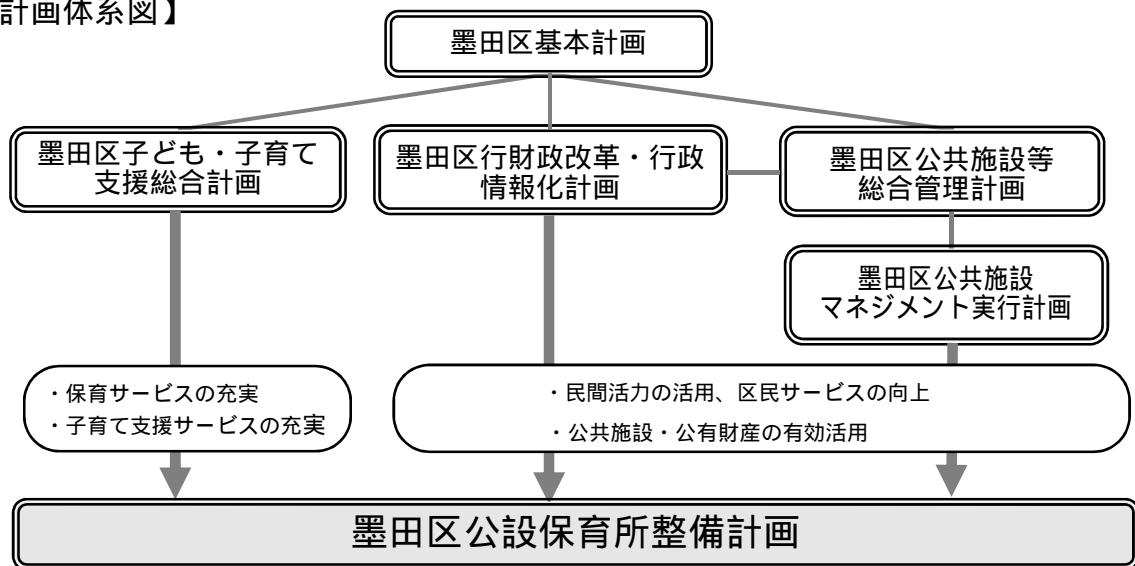 計画体系図】
墨田区基本計画
墨田区子ども・子育て
支援総合計画
墨田区行財政改革・行政
情報化計画
墨田区公共施設等
総合管理計画
墨田区公共施設
マネジメント実行計画
・保育サービスの充実
・子育て支援サービスの充実
・民間活力の活用、区民サービスの向上
・公共施設・公有財産の有効活用
墨田区公設保育所整備計画